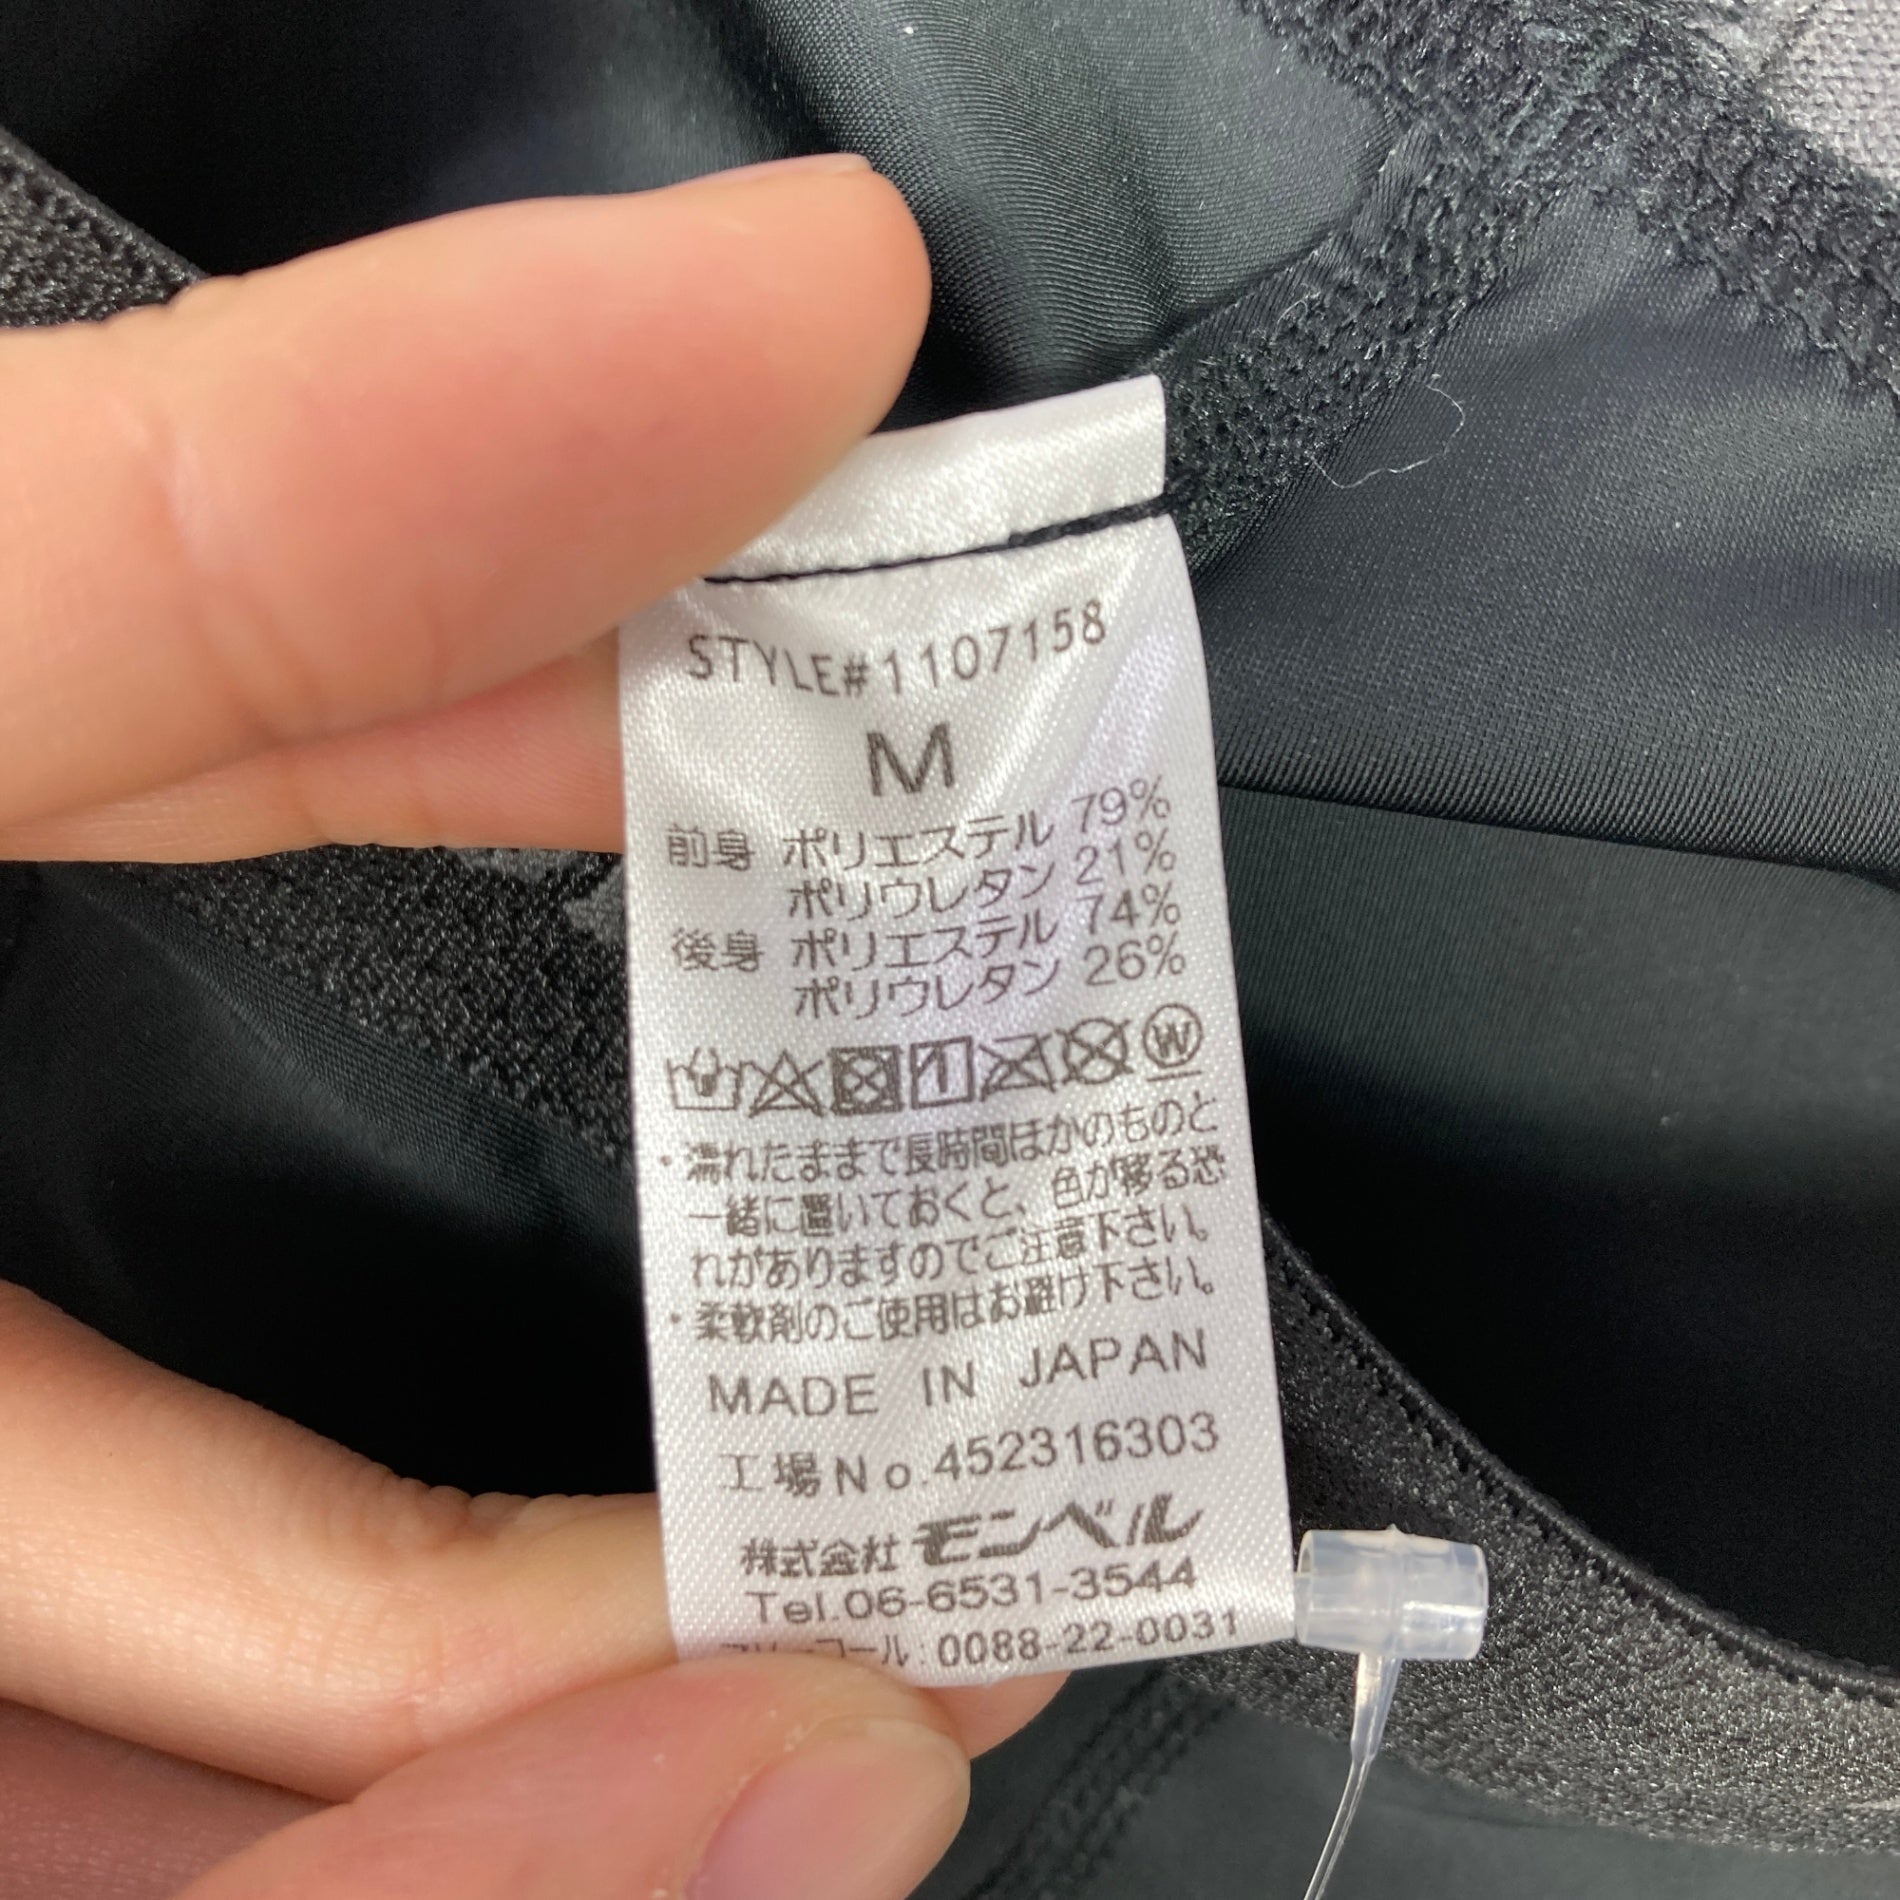 STYLE#1107158
M
前身 ポリエステル 79%
ポリウレタン 21%
後身 ポリエステル 74%
ポリウレタン 26%
・濡れたままで長時間ほかのものと
一緒に置いておくと、色が移る恐
れがありますのでご注意下さい。
・柔軟剤のご使用はお避け下さい。
MADE IN JAPAN
工場No.452316303
株式会社 モンベル
Tel.06-6531-3544
フリーコール:0088-22-0031